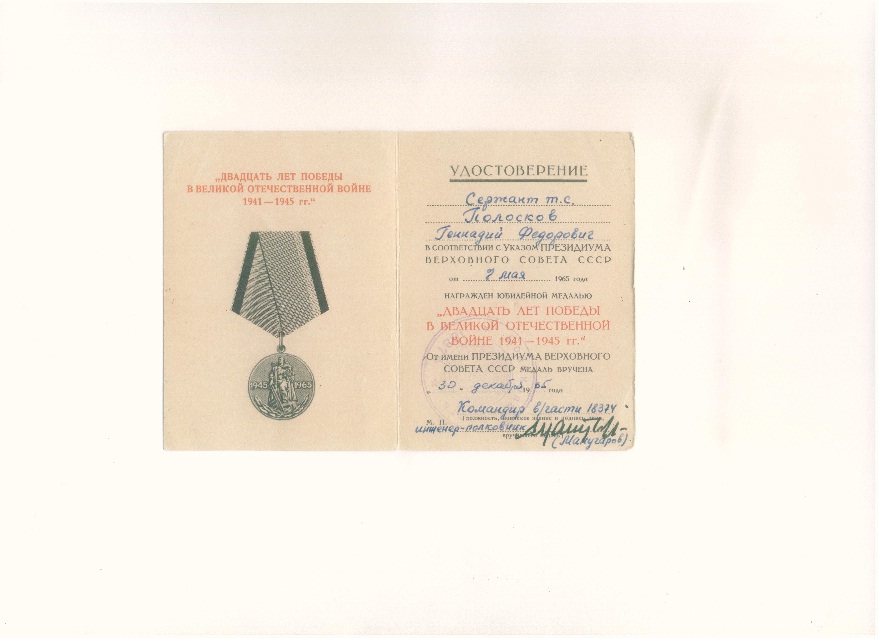 „ДВАДЦАТЬ ЛЕТ ПОБЕДЫ
В ВЕЛИКОЙ ОТЕЧЕСТВЕННОЙ ВОЙНЕ
1941—1945 гг.“
1945 1965
УДОСТОВЕРЕНИЕ
Сержант т.с.
Полосков
Геннадий Федорович
В СООТВЕТСТВИИ С УКАЗОМ ПРЕЗИДИУМА
ВЕРХОВНОГО СОВЕТА СССР
от 7 мая 1965 года
НАГРАЖДЕН ЮБИЛЕЙНОЙ МЕДАЛЬЮ
„ДВАДЦАТЬ ЛЕТ ПОБЕДЫ
В ВЕЛИКОЙ ОТЕЧЕСТВЕННОЙ
ВОЙНЕ 1941—1945 гг.“
От имени ПРЕЗИДИУМА ВЕРХОВНОГО
СОВЕТА СССР МЕДАЛЬ ВРУЧЕНА
„30“ декабря 1965 года
Командир в/части 18374
М. П.
инженер-полковник
(Манугаров)